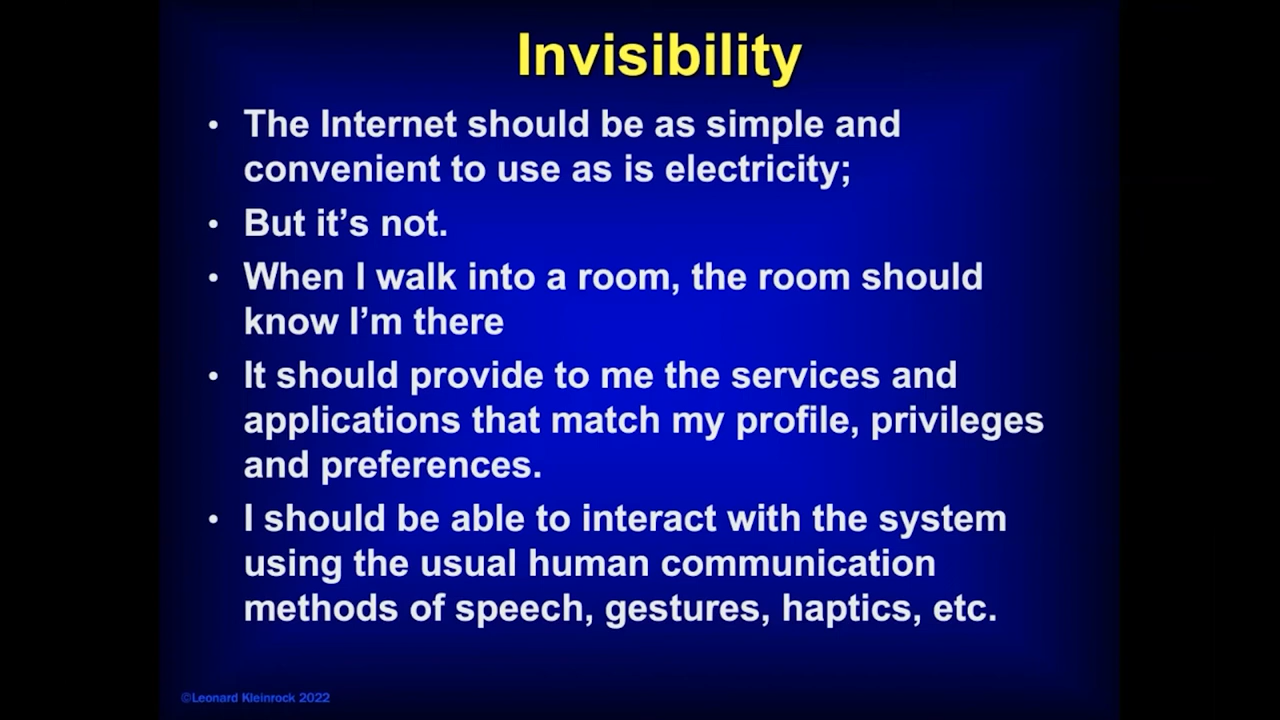 Invisibility
• The Internet should be as simple and
convenient to use as is electricity;
• But it’s not.
• When I walk into a room, the room should
know I’m there
• It should provide to me the services and
applications that match my profile, privileges
and preferences.
• I should be able to interact with the system
using the usual human communication
methods of speech, gestures, haptics, etc.
©Leonard Kleinrock 2022